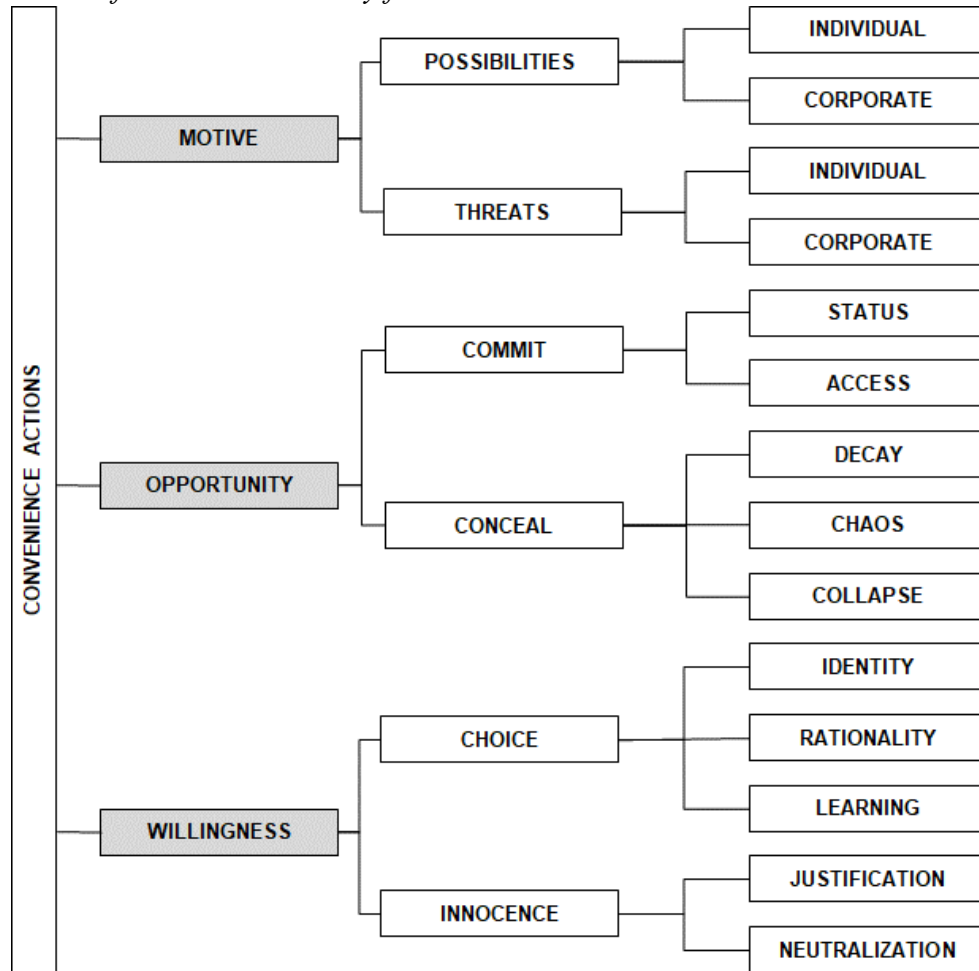 CONVENIENCE ACTIONS
MOTIVE
POSSIBILITIES
INDIVIDUAL
CORPORATE
THREATS
INDIVIDUAL
CORPORATE
OPPORTUNITY
COMMIT
STATUS
ACCESS
CONCEAL
DECAY
CHAOS
COLLAPSE
WILLINGNESS
CHOICE
IDENTITY
RATIONALITY
LEARNING
INNOCENCE
JUSTIFICATION
NEUTRALIZATION